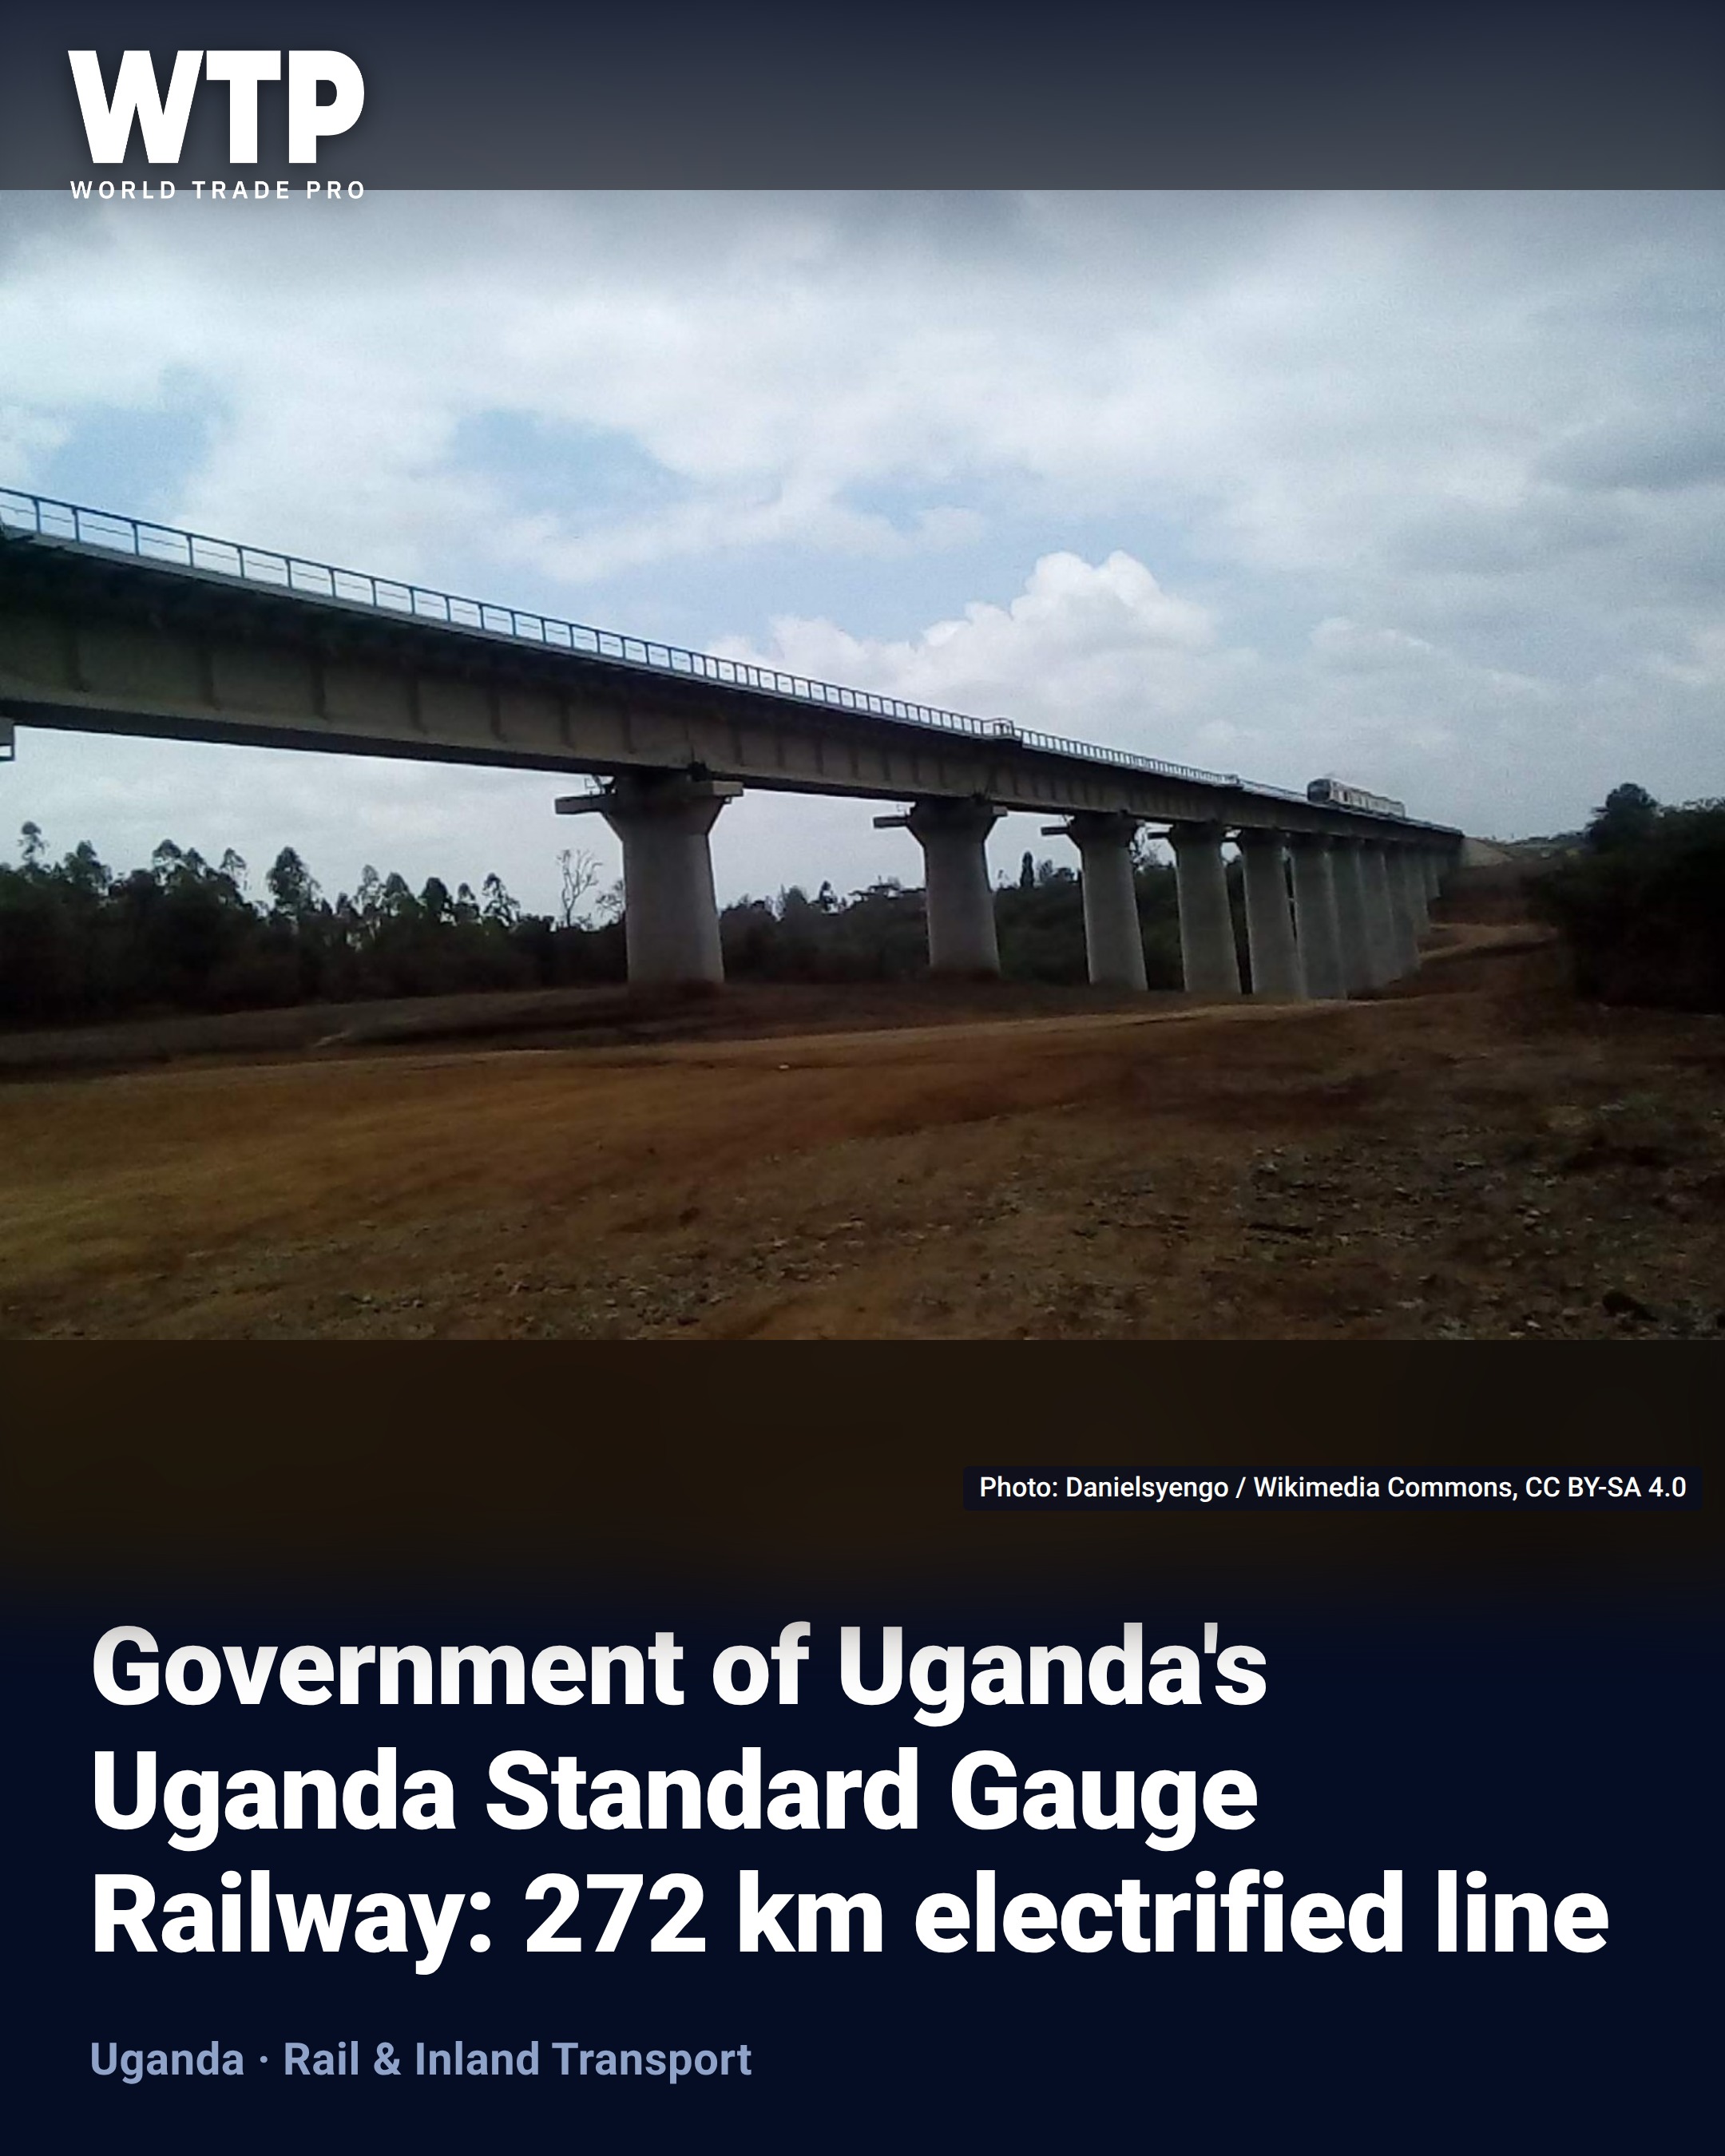 WTP
WORLD TRADE PRO
Photo: Danielsyengo / Wikimedia Commons, CC BY-SA 4.0
Government of Uganda's
Uganda Standard Gauge
Railway: 272 km electrified line
Uganda · Rail & Inland Transport